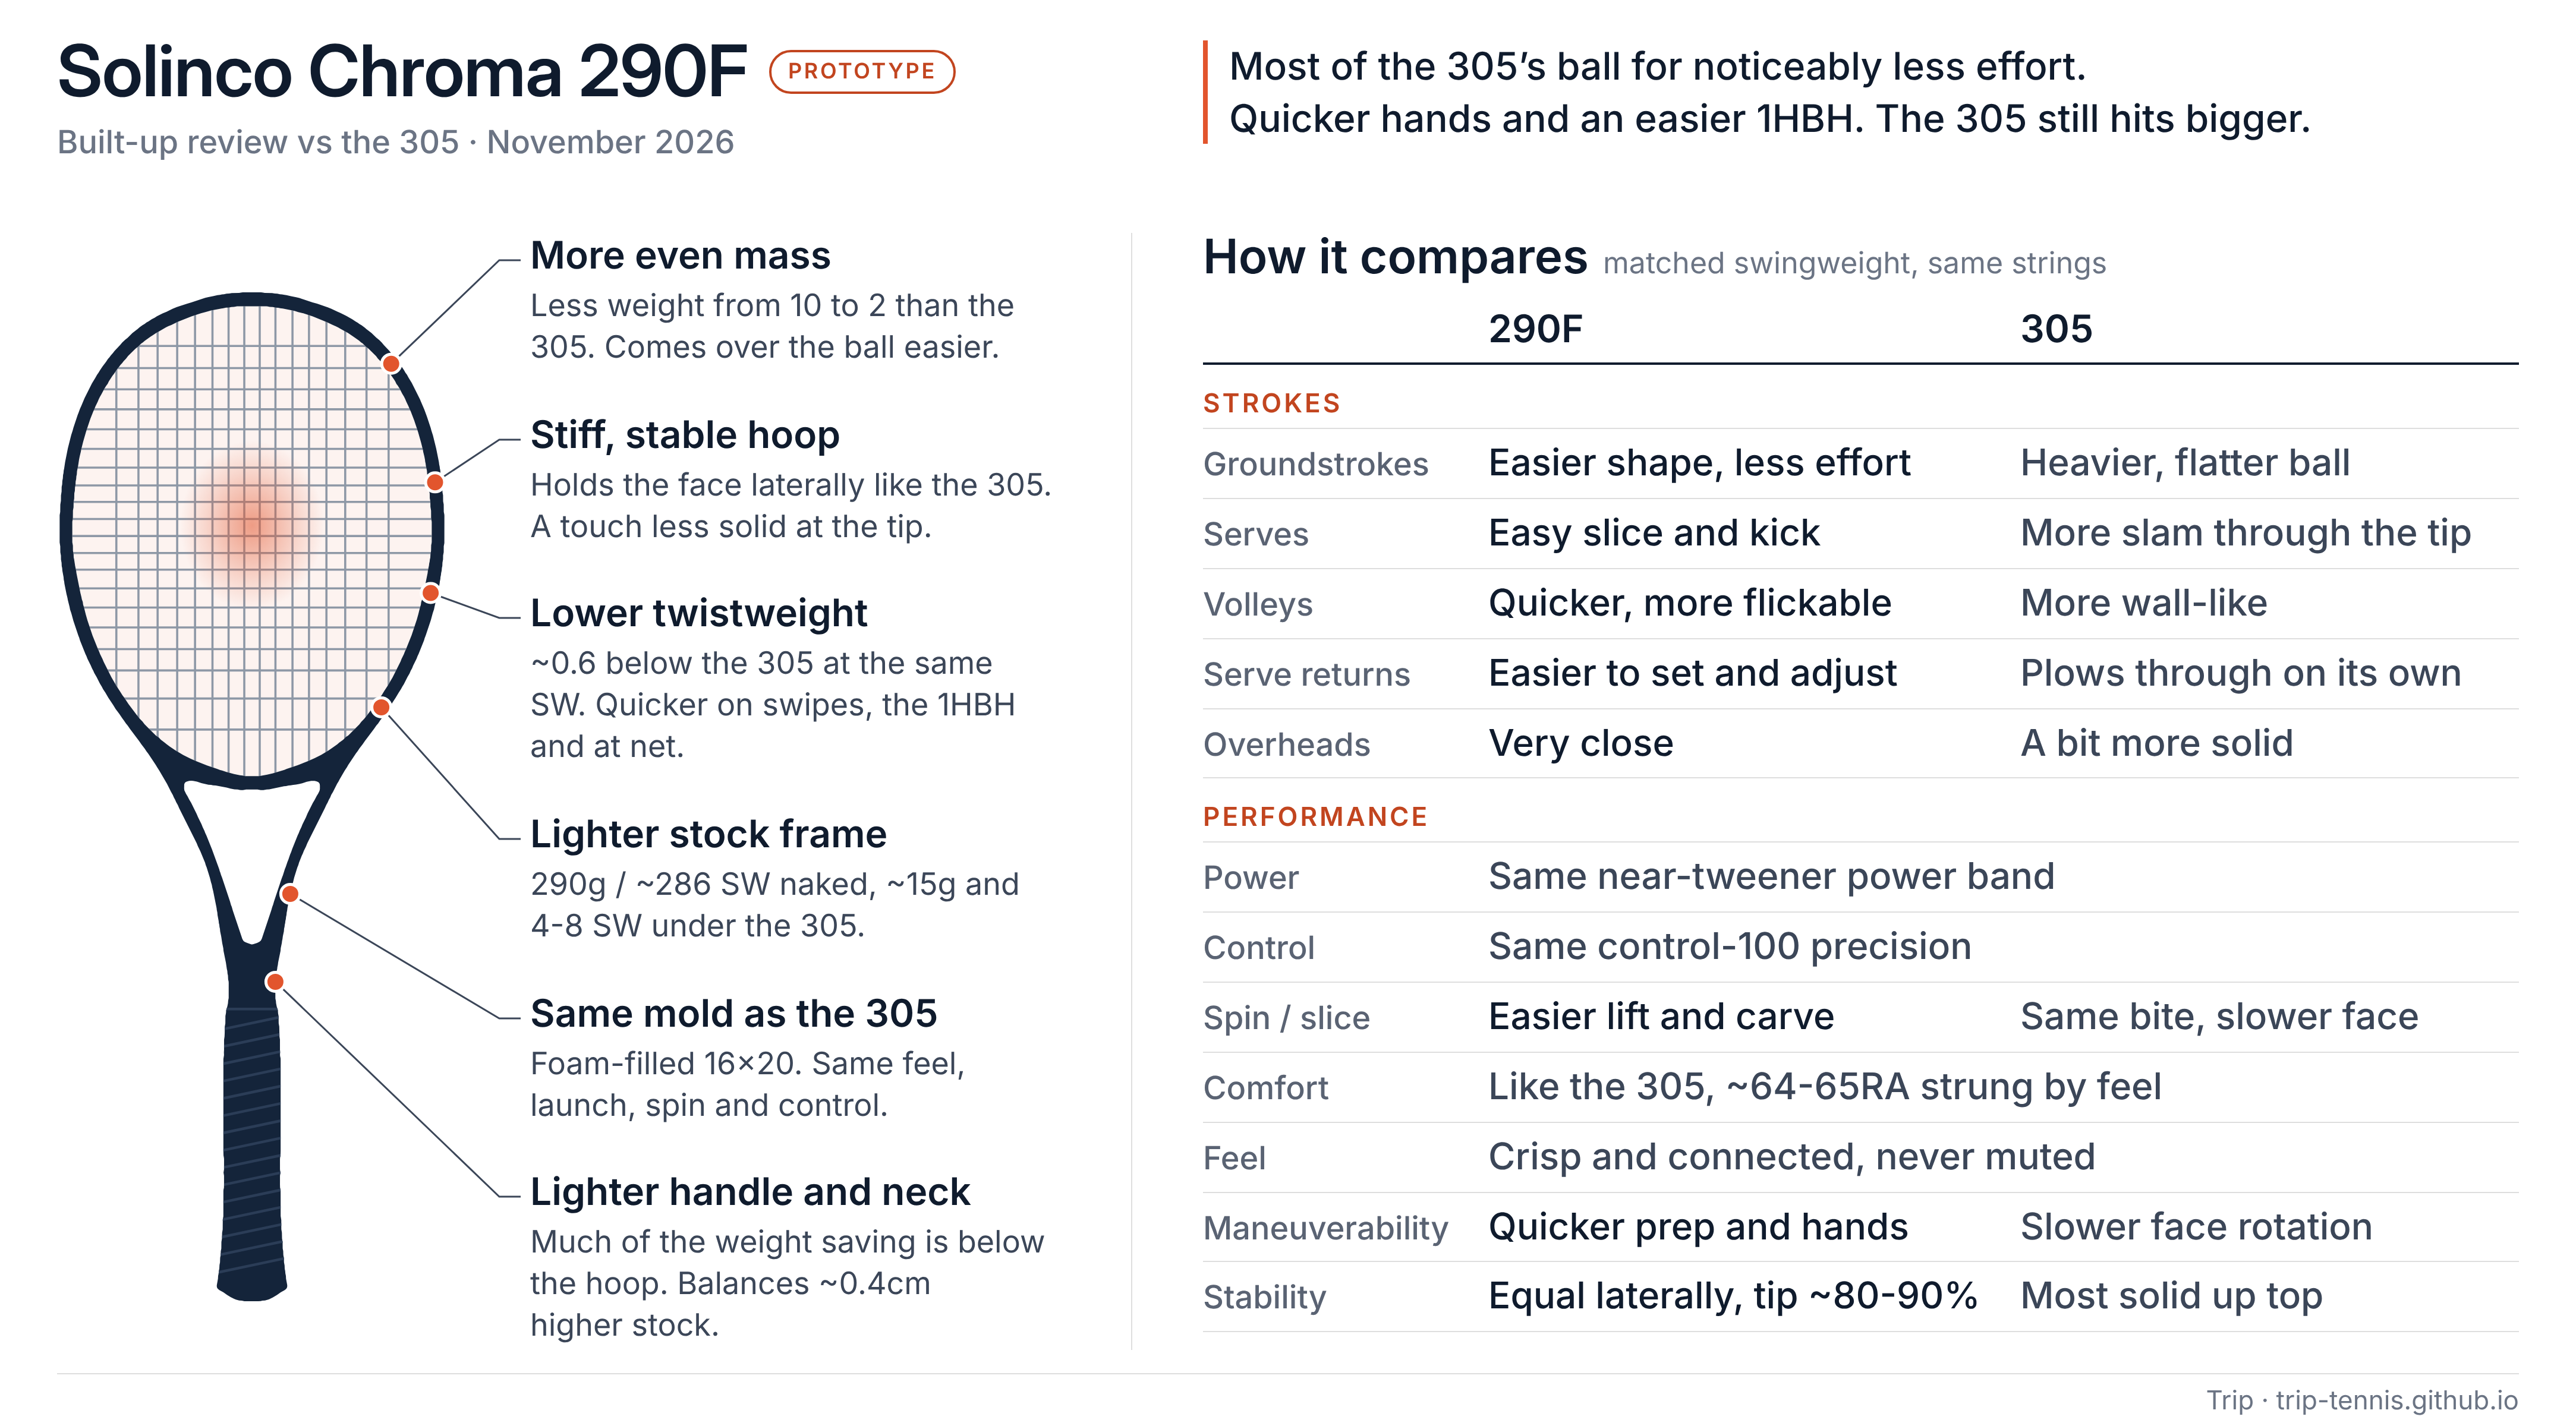 Solinco Chroma 290F PROTOTYPE
Built-up review vs the 305 · November 2026
Most of the 305’s ball for noticeably less effort.
Quicker hands and an easier 1HBH. The 305 still hits bigger.
More even mass
Less weight from 10 to 2 than the
305. Comes over the ball easier.
Stiff, stable hoop
Holds the face laterally like the 305.
A touch less solid at the tip.
Lower twistweight
~0.6 below the 305 at the same
SW. Quicker on swipes, the 1HBH
and at net.
Lighter stock frame
290g / ~286 SW naked, ~15g and
4-8 SW under the 305.
Same mold as the 305
Foam-filled 16×20. Same feel,
launch, spin and control.
Lighter handle and neck
Much of the weight saving is below
the hoop. Balances ~0.4cm
higher stock.
How it compares matched swingweight, same strings
290F 305
STROKES
Groundstrokes Easier shape, less effort Heavier, flatter ball
Serves Easy slice and kick More slam through the tip
Volleys Quicker, more flickable More wall-like
Serve returns Easier to set and adjust Plows through on its own
Overheads Very close A bit more solid
PERFORMANCE
Power Same near-tweener power band
Control Same control-100 precision
Spin / slice Easier lift and carve Same bite, slower face
Comfort Like the 305, ~64-65RA strung by feel
Feel Crisp and connected, never muted
Maneuverability Quicker prep and hands Slower face rotation
Stability Equal laterally, tip ~80-90% Most solid up top
Trip · trip-tennis.github.io